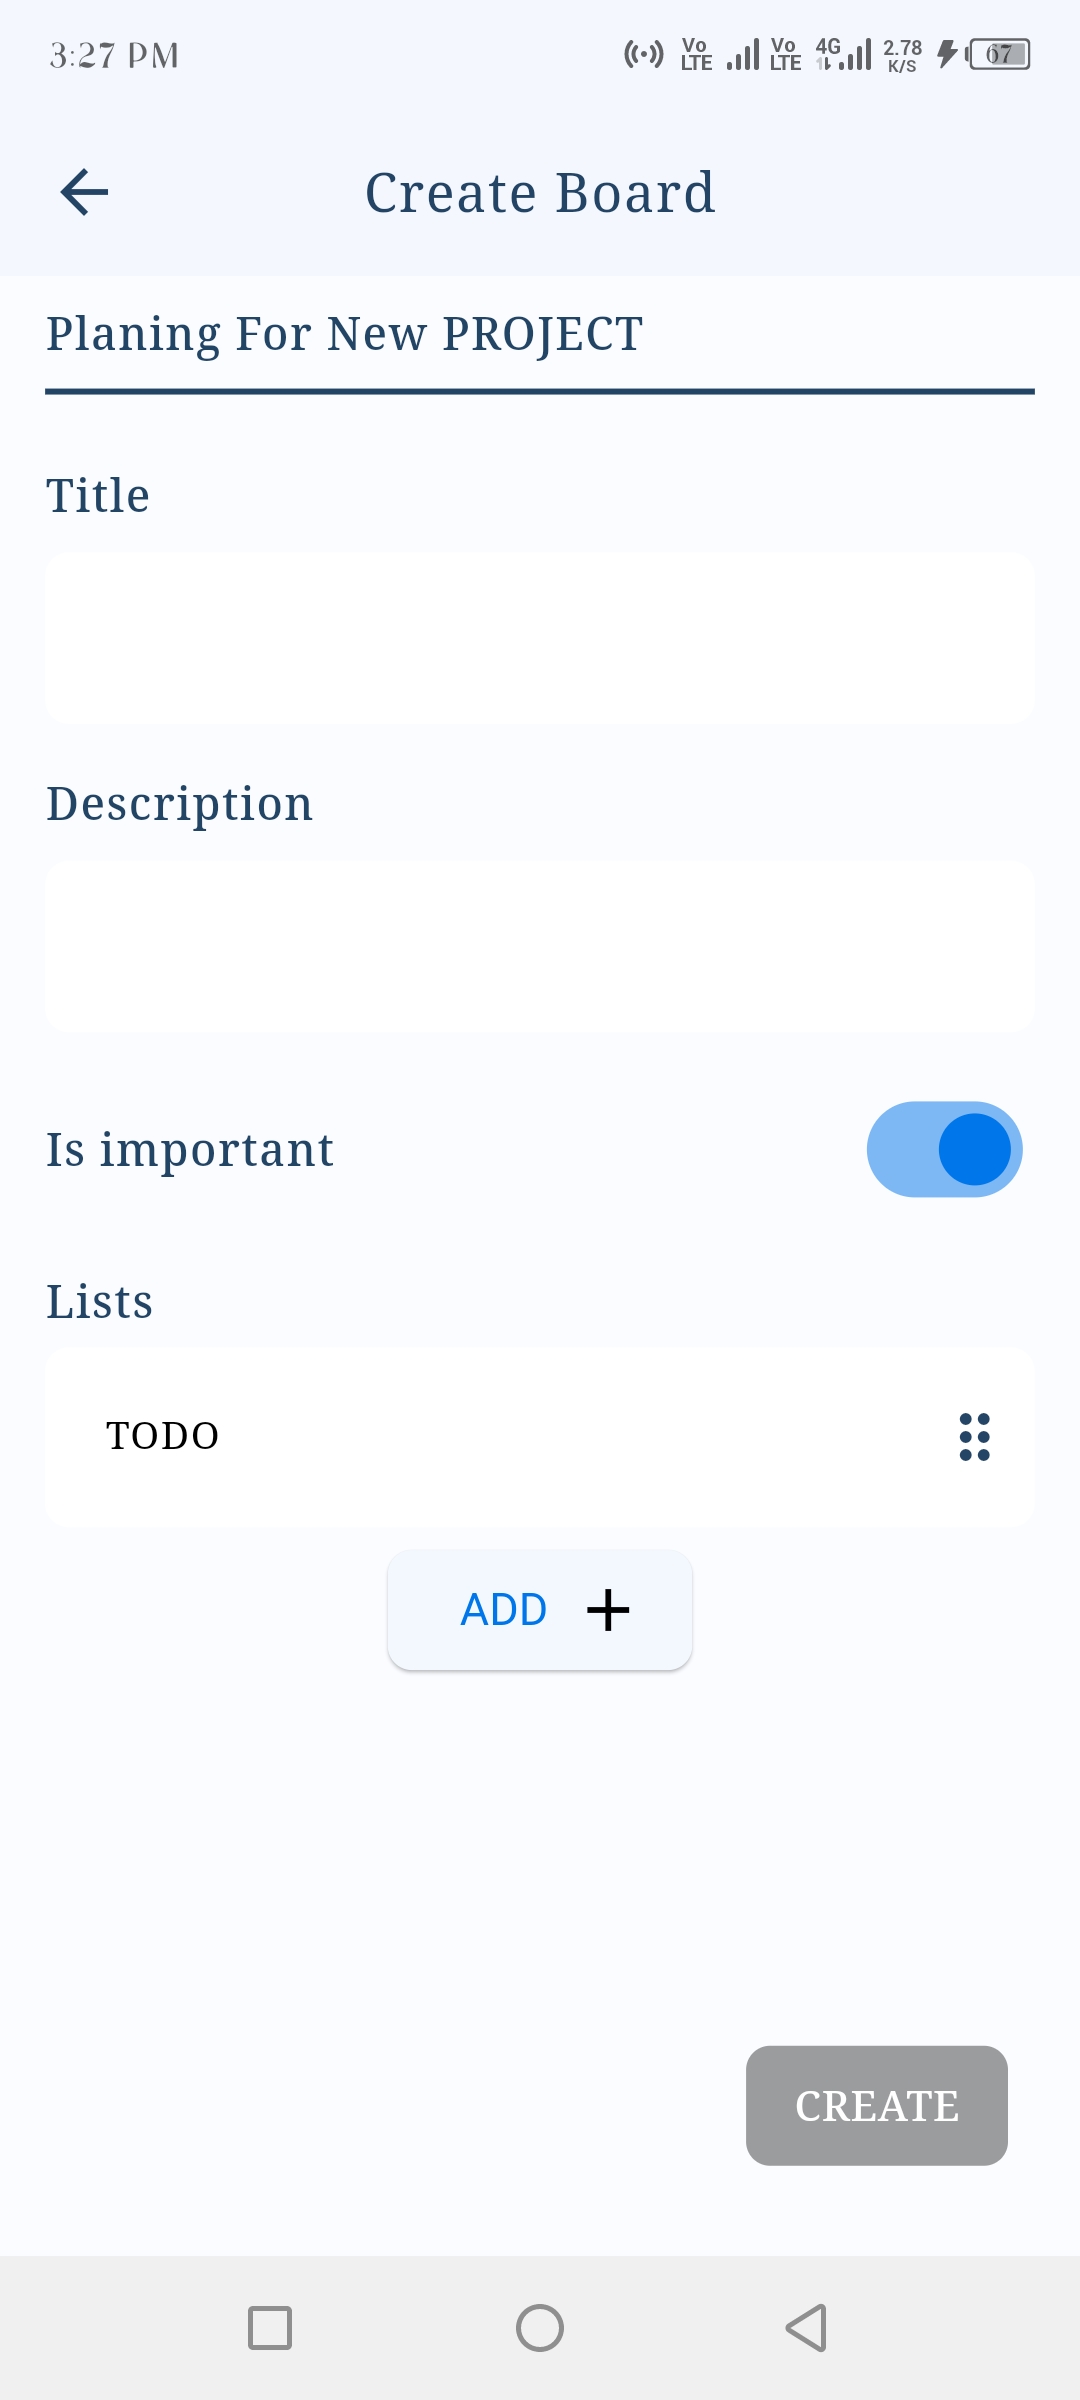 3:27 PM
Vo LTE Vo LTE 4G 2.78 K/S 67
Create Board
Planing For New PROJECT
Title
Description
Is important
Lists
TODO
ADD
CREATE